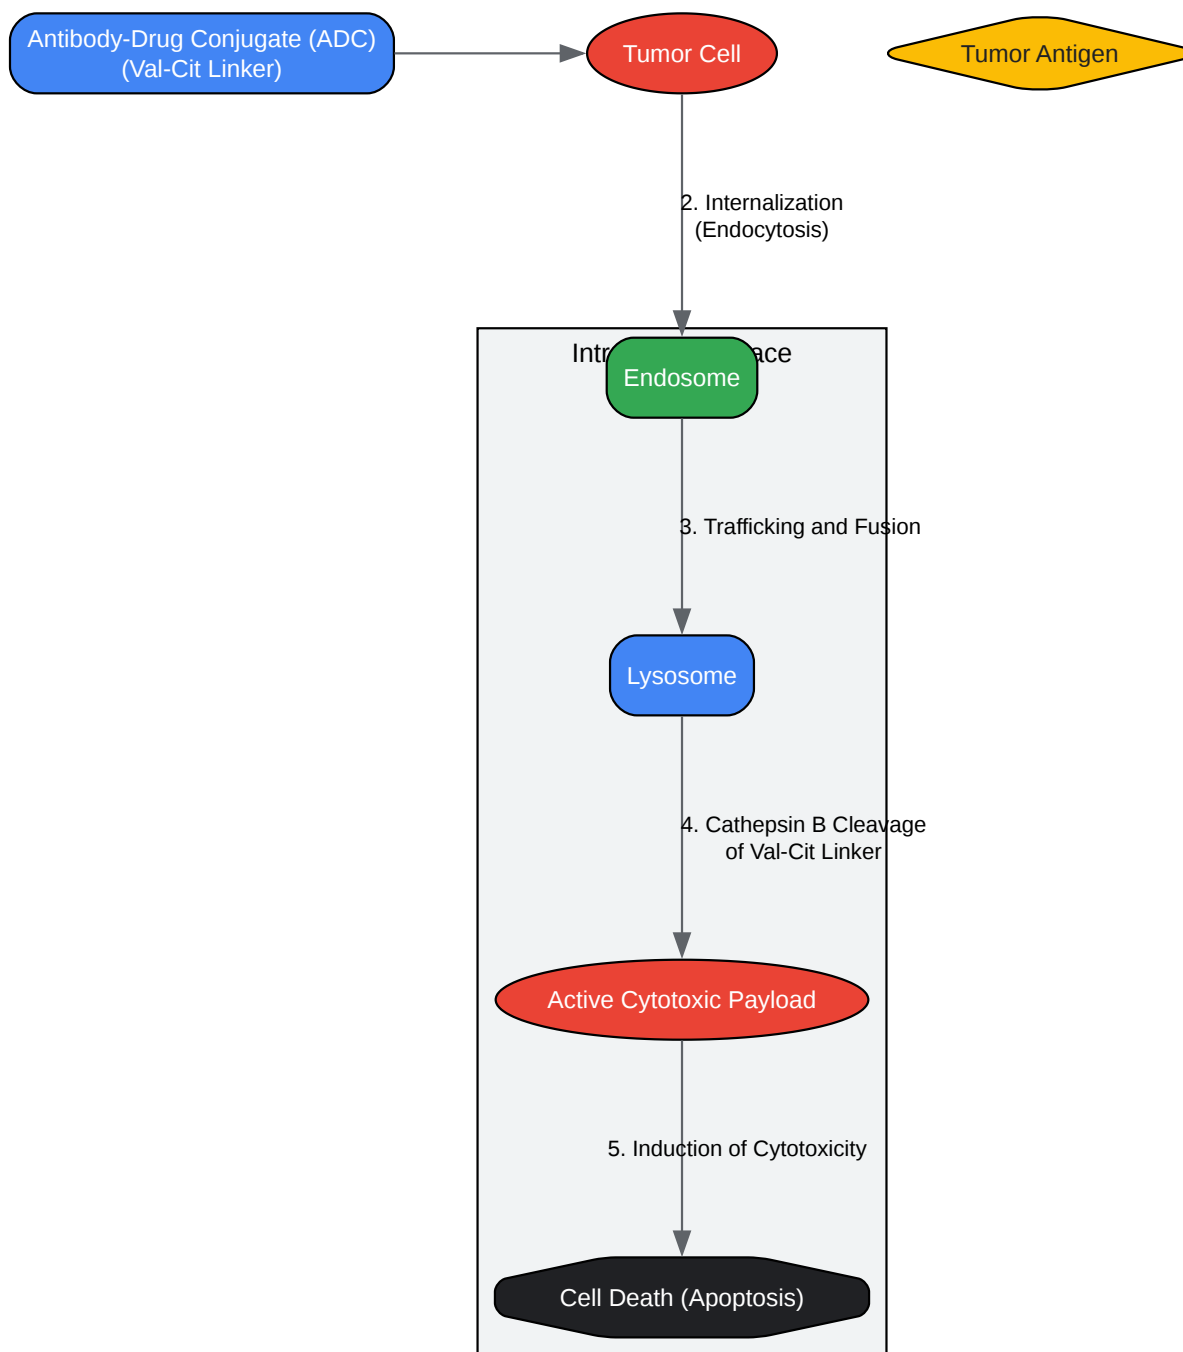 Antibody-Drug Conjugate (ADC)
(Val-Cit Linker)
Tumor Cell
Tumor Antigen
2. Internalization
(Endocytosis)
Endosome
3. Trafficking and Fusion
Lysosome
4. Cathepsin B Cleavage
of Val-Cit Linker
Active Cytotoxic Payload
5. Induction of Cytotoxicity
Cell Death (Apoptosis)